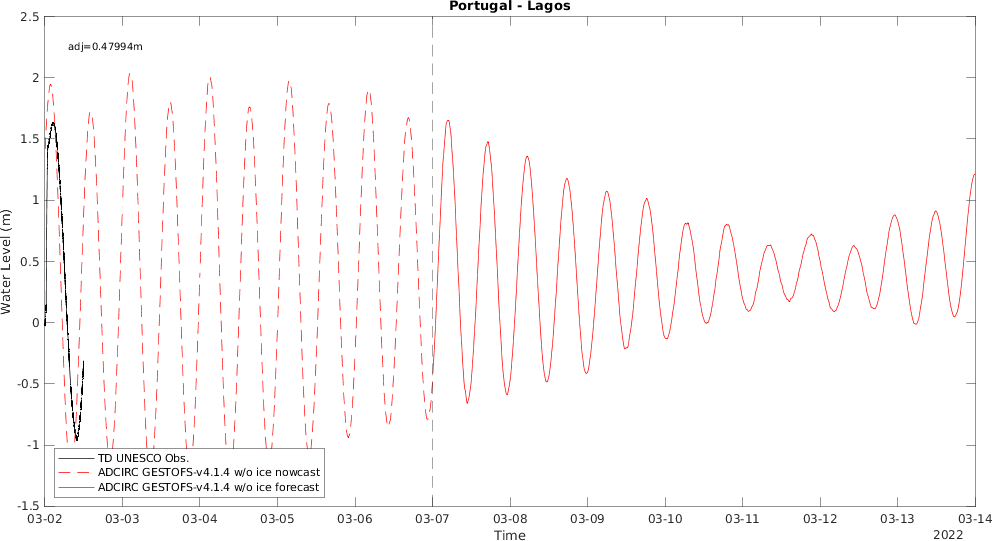 Portugal - Lagos
adj=0.47994m
2.5
2
1.5
1
0.5
0
-0.5
-1
-1.5
Water Level (m)
TD UNESCO Obs.
ADCIRC GESTOFS-v4.1.4 w/o ice nowcast
ADCIRC GESTOFS-v4.1.4 w/o ice forecast
03-02 03-03 03-04 03-05 03-06 03-07 03-08 03-09 03-10 03-11 03-12 03-13 03-14
Time
2022